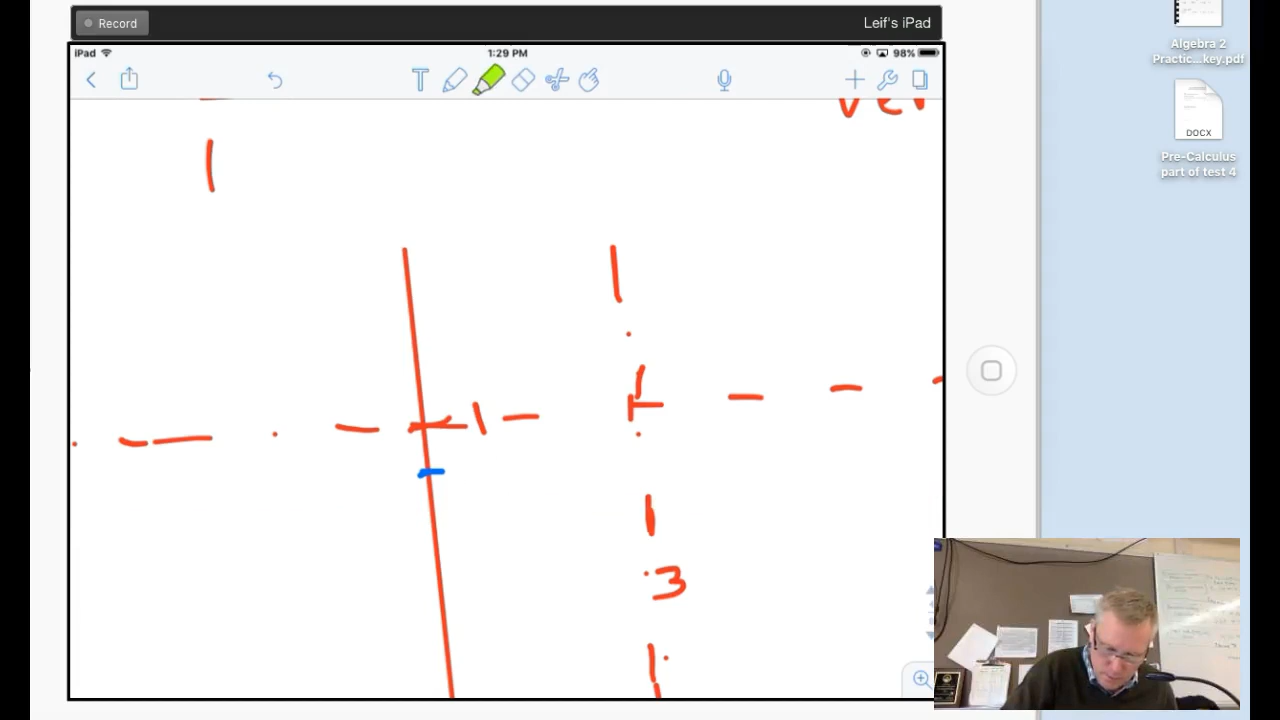 Record
Leif's iPad
iPad
1:29 PM
98%
T
ver
1
3
Algebra 2
Practic...key.pdf
DOCX
Pre-Calculus
part of test 4